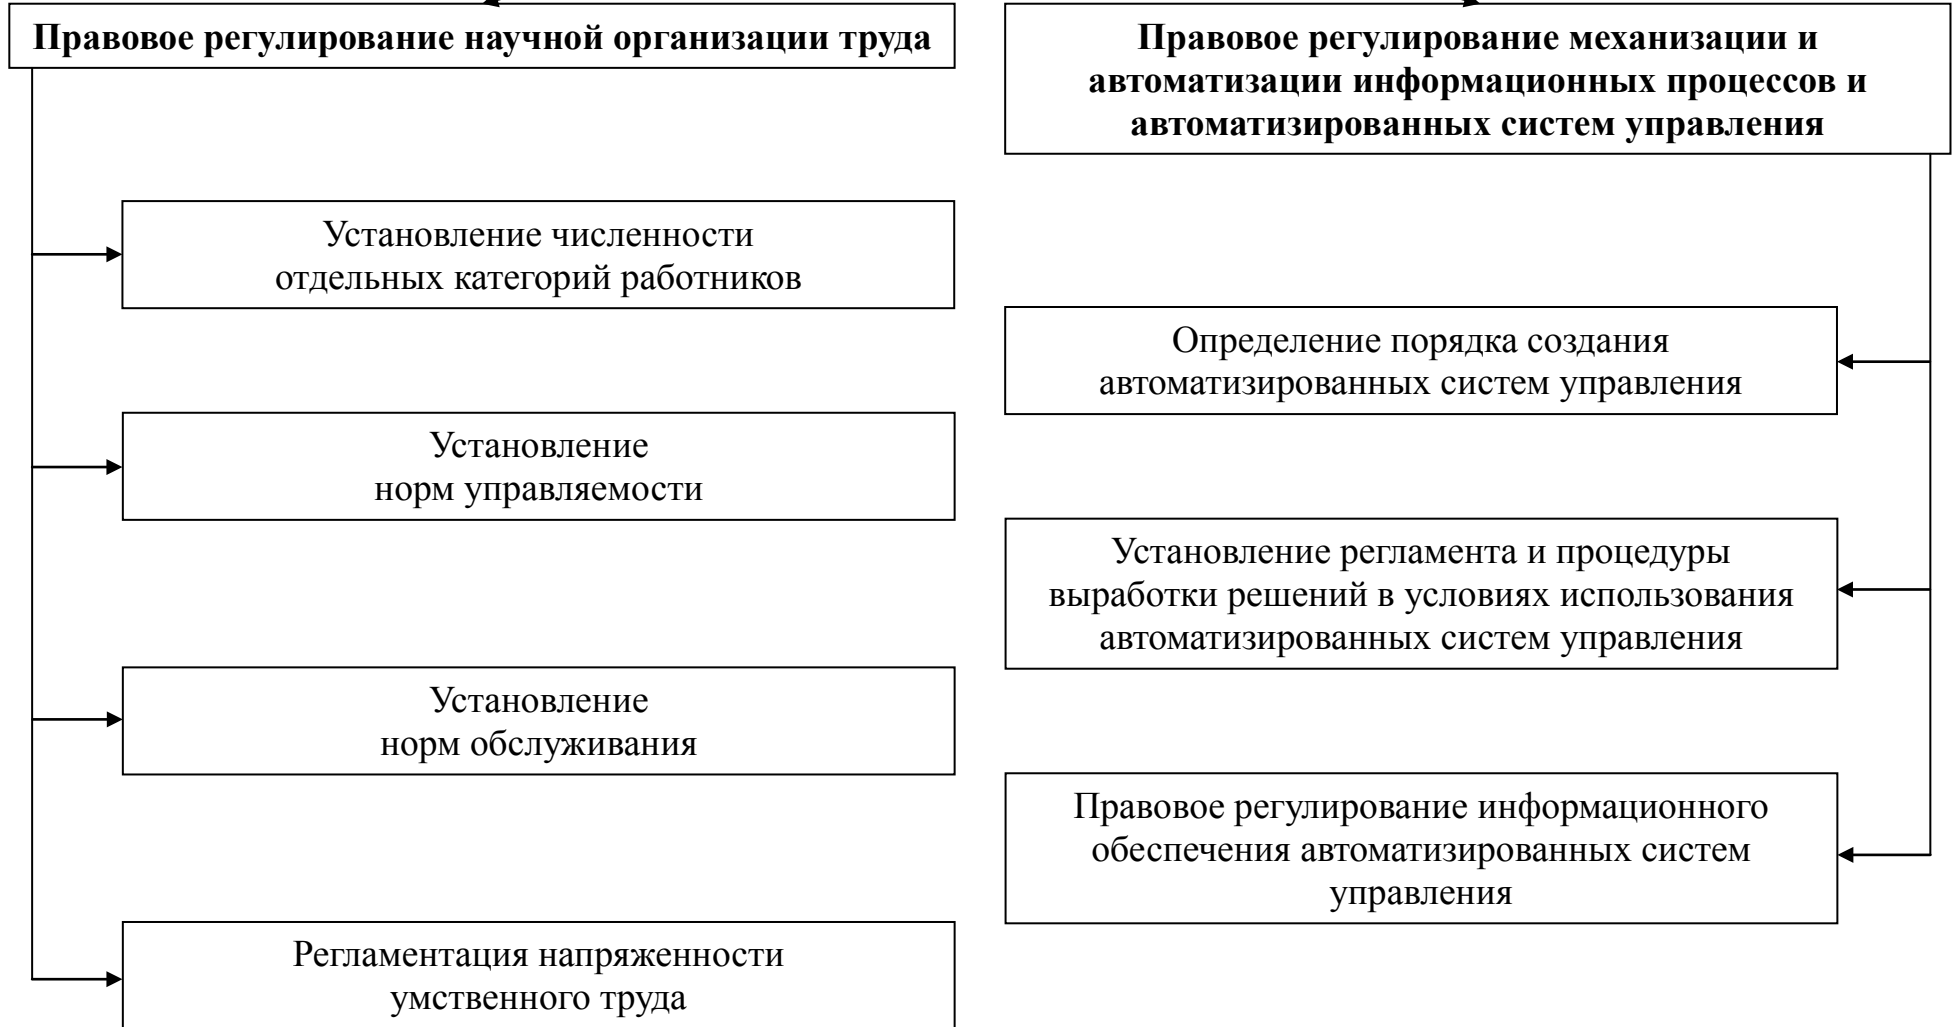 Правовое регулирование научной организации труда
Установление численности
отдельных категорий работников
Установление
норм управляемости
Установление
норм обслуживания
Регламентация напряженности
умственного труда
Правовое регулирование механизации и
автоматизации информационных процессов и
автоматизированных систем управления
Определение порядка создания
автоматизированных систем управления
Установление регламента и процедуры
выработки решений в условиях использования
автоматизированных систем управления
Правовое регулирование информационного
обеспечения автоматизированных систем
управления